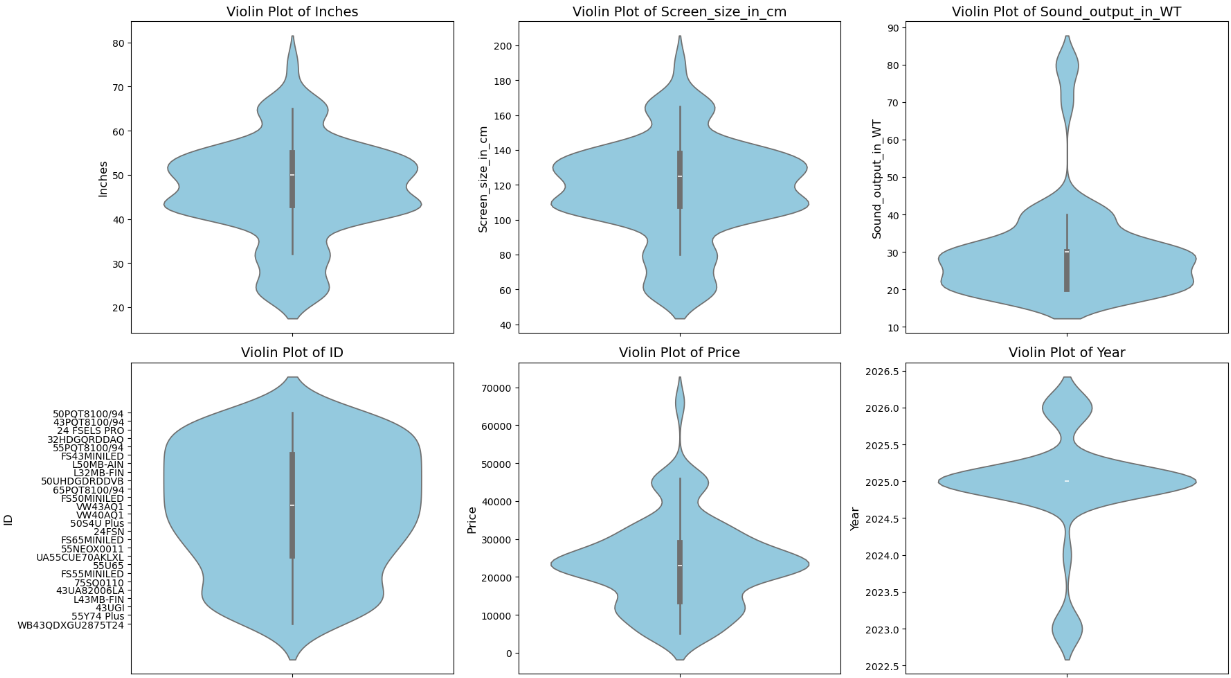 Violin Plot of Inches
80
70
60
50
40
30
20
Inches
Violin Plot of Screen_size_in_cm
200
180
160
140
120
100
80
60
40
Screen_size_in_cm
Violin Plot of Sound_output_in_WT
90
80
70
60
50
40
30
20
10
Sound_output_in_WT
Violin Plot of ID
50PQT8100/94
43PQT8100/94
24 FSELS PRO
32HDGQRDDAQ
55PQT8100/94
FS43MINILED
L50MB-AIN
L32MB-FIN
50UHDGDRDDVB
65PQT8100/94
FS50MINILED
VW43AQ1
VW40AQ1
50S4U Plus
24FSN
FS65MINILED
55NEOX0011
UA55CUE70AKLXL
55U65
FS55MINILED
75SQ0110
43UA82006LA
L43MB-FIN
43UGI
55Y74 Plus
WB43QDXGU2875T24
ID
Violin Plot of Price
70000
60000
50000
40000
30000
20000
10000
0
Price
Violin Plot of Year
2026.5
2026.0
2025.5
2025.0
2024.5
2024.0
2023.5
2023.0
2022.5
Year